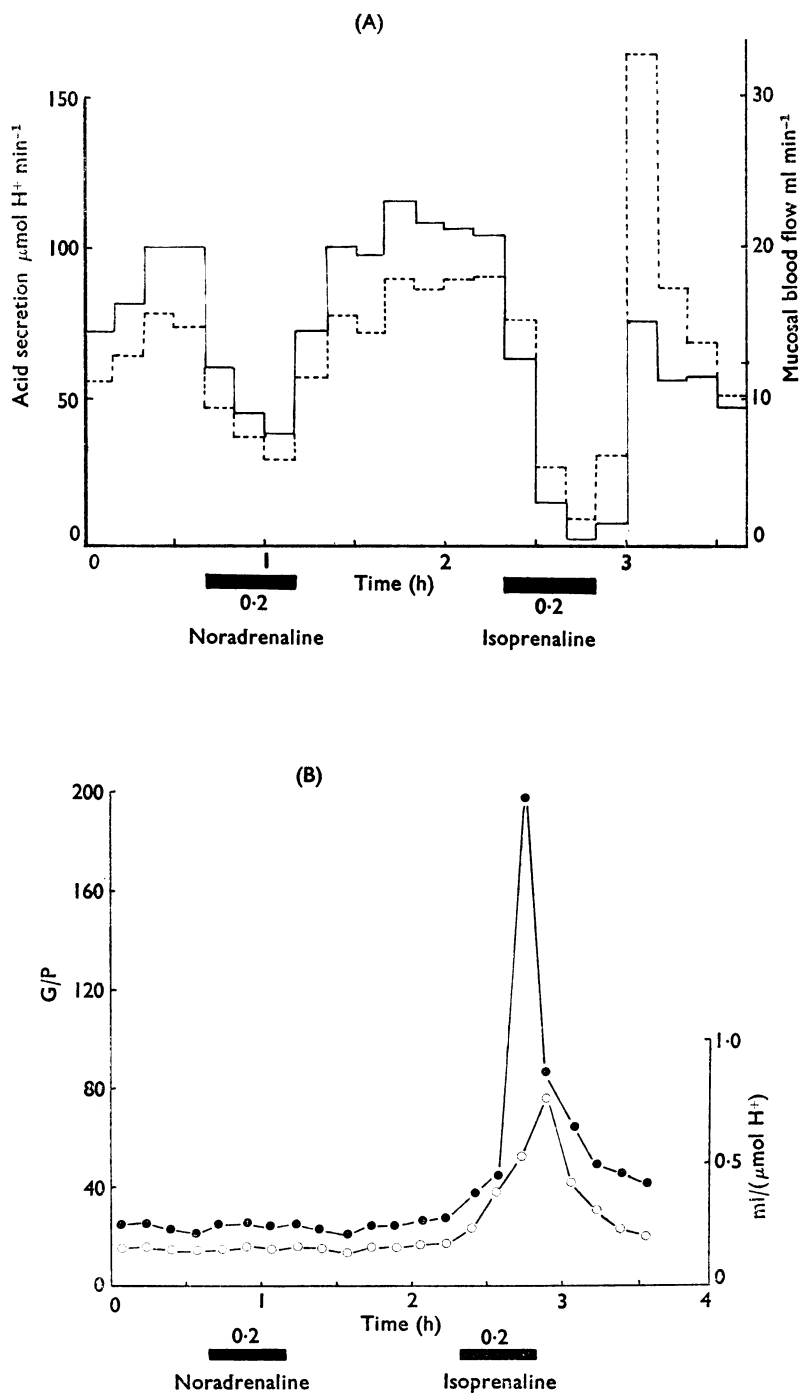 (A)
Acid secretion μmol H+ min⁻¹
150
100
50
0
30
20
10
0
Mucosal blood flow ml min⁻¹
0
1
2
3
Time (h)
0·2
0·2
Noradrenaline
Isoprenaline
(B)
G/P
200
160
120
80
40
0
1·0
0·5
0
ml/(μmol H+)
0
1
2
3
4
Time (h)
0·2
0·2
Noradrenaline
Isoprenaline